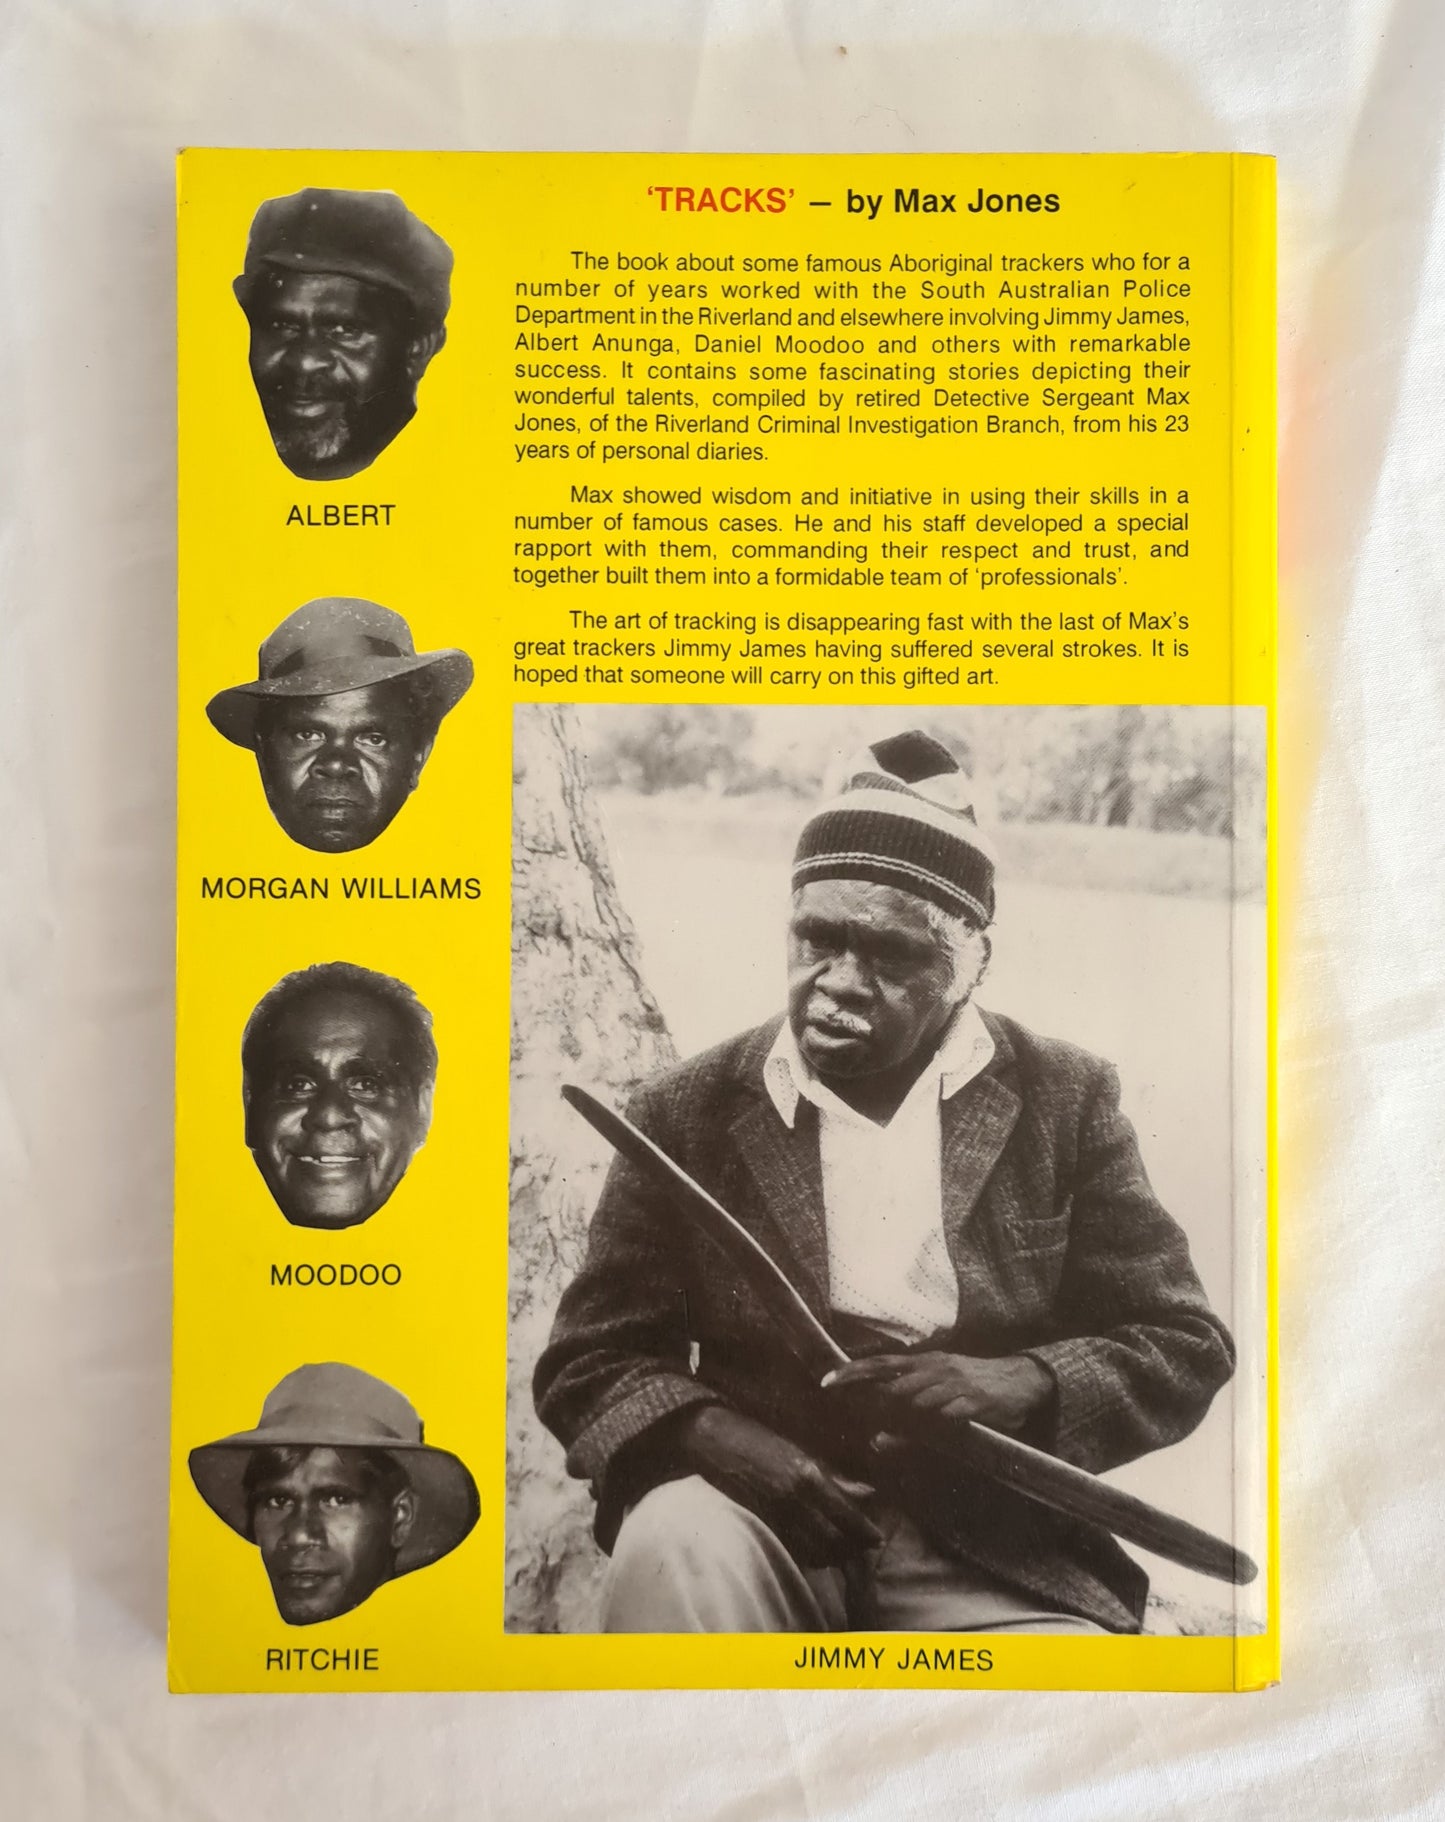 ‘TRACKS’ – by Max Jones
The book about some famous Aboriginal trackers who for a
number of years worked with the South Australian Police
Department in the Riverland and elsewhere involving Jimmy James,
Albert Anunga, Daniel Moodoo and others with remarkable
success. It contains some fascinating stories depicting their
wonderful talents, compiled by retired Detective Sergeant Max
Jones, of the Riverland Criminal Investigation Branch, from his 23
years of personal diaries.
Max showed wisdom and initiative in using their skills in a
number of famous cases. He and his staff developed a special
rapport with them, commanding their respect and trust, and
together built them into a formidable team of ‘professionals’.
The art of tracking is disappearing fast with the last of Max’s
great trackers Jimmy James having suffered several strokes. It is
hoped that someone will carry on this gifted art.
ALBERT
MORGAN WILLIAMS
MOODOO
RITCHIE
JIMMY JAMES